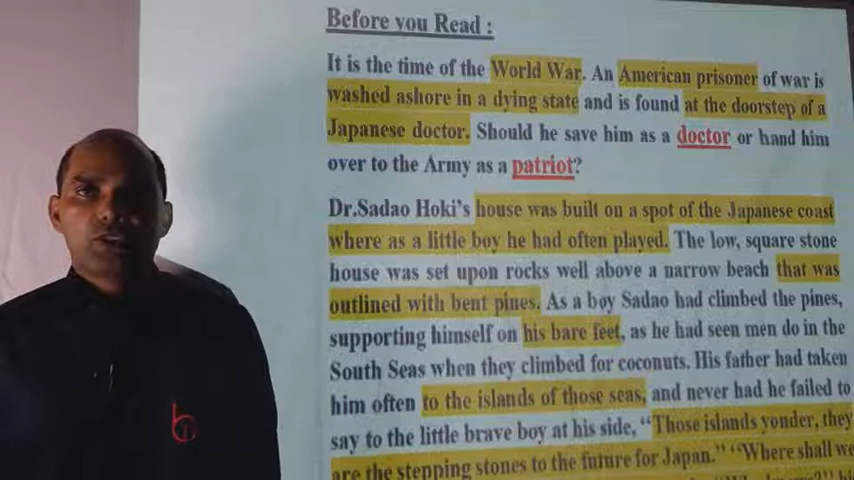 Before you Read :
It is the time of the World War. An American prisoner of war is
washed ashore in a dying state and is found at the doorstep of a
Japanese doctor. Should he save him as a doctor or hand him
over to the Army as a patriot?
Dr.Sadao Hoki's house was built on a spot of the Japanese coast
where as a little boy he had often played. The low, square stone
house was set upon rocks well above a narrow beach that was
outlined with bent pines. As a boy Sadao had climbed the pines,
supporting himself on his bare feet, as he had seen men do in the
South Seas when they climbed for coconuts. His father had taken
him often to the islands of those seas, and never had he failed to
say to the little brave boy at his side, "Those islands yonder, they
are the stepping stones to the future for Japan." "Where shall we